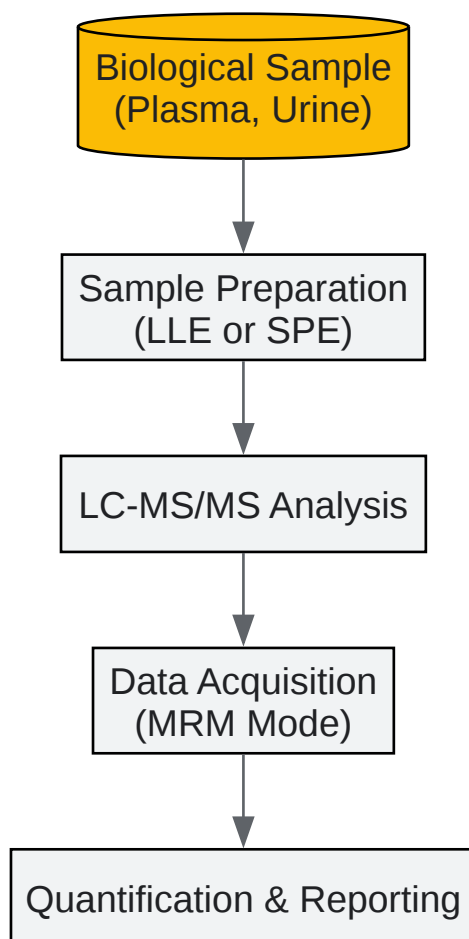 Biological Sample
(Plasma, Urine)
Sample Preparation
(LLE or SPE)
LC-MS/MS Analysis
Data Acquisition
(MRM Mode)
Quantification & Reporting